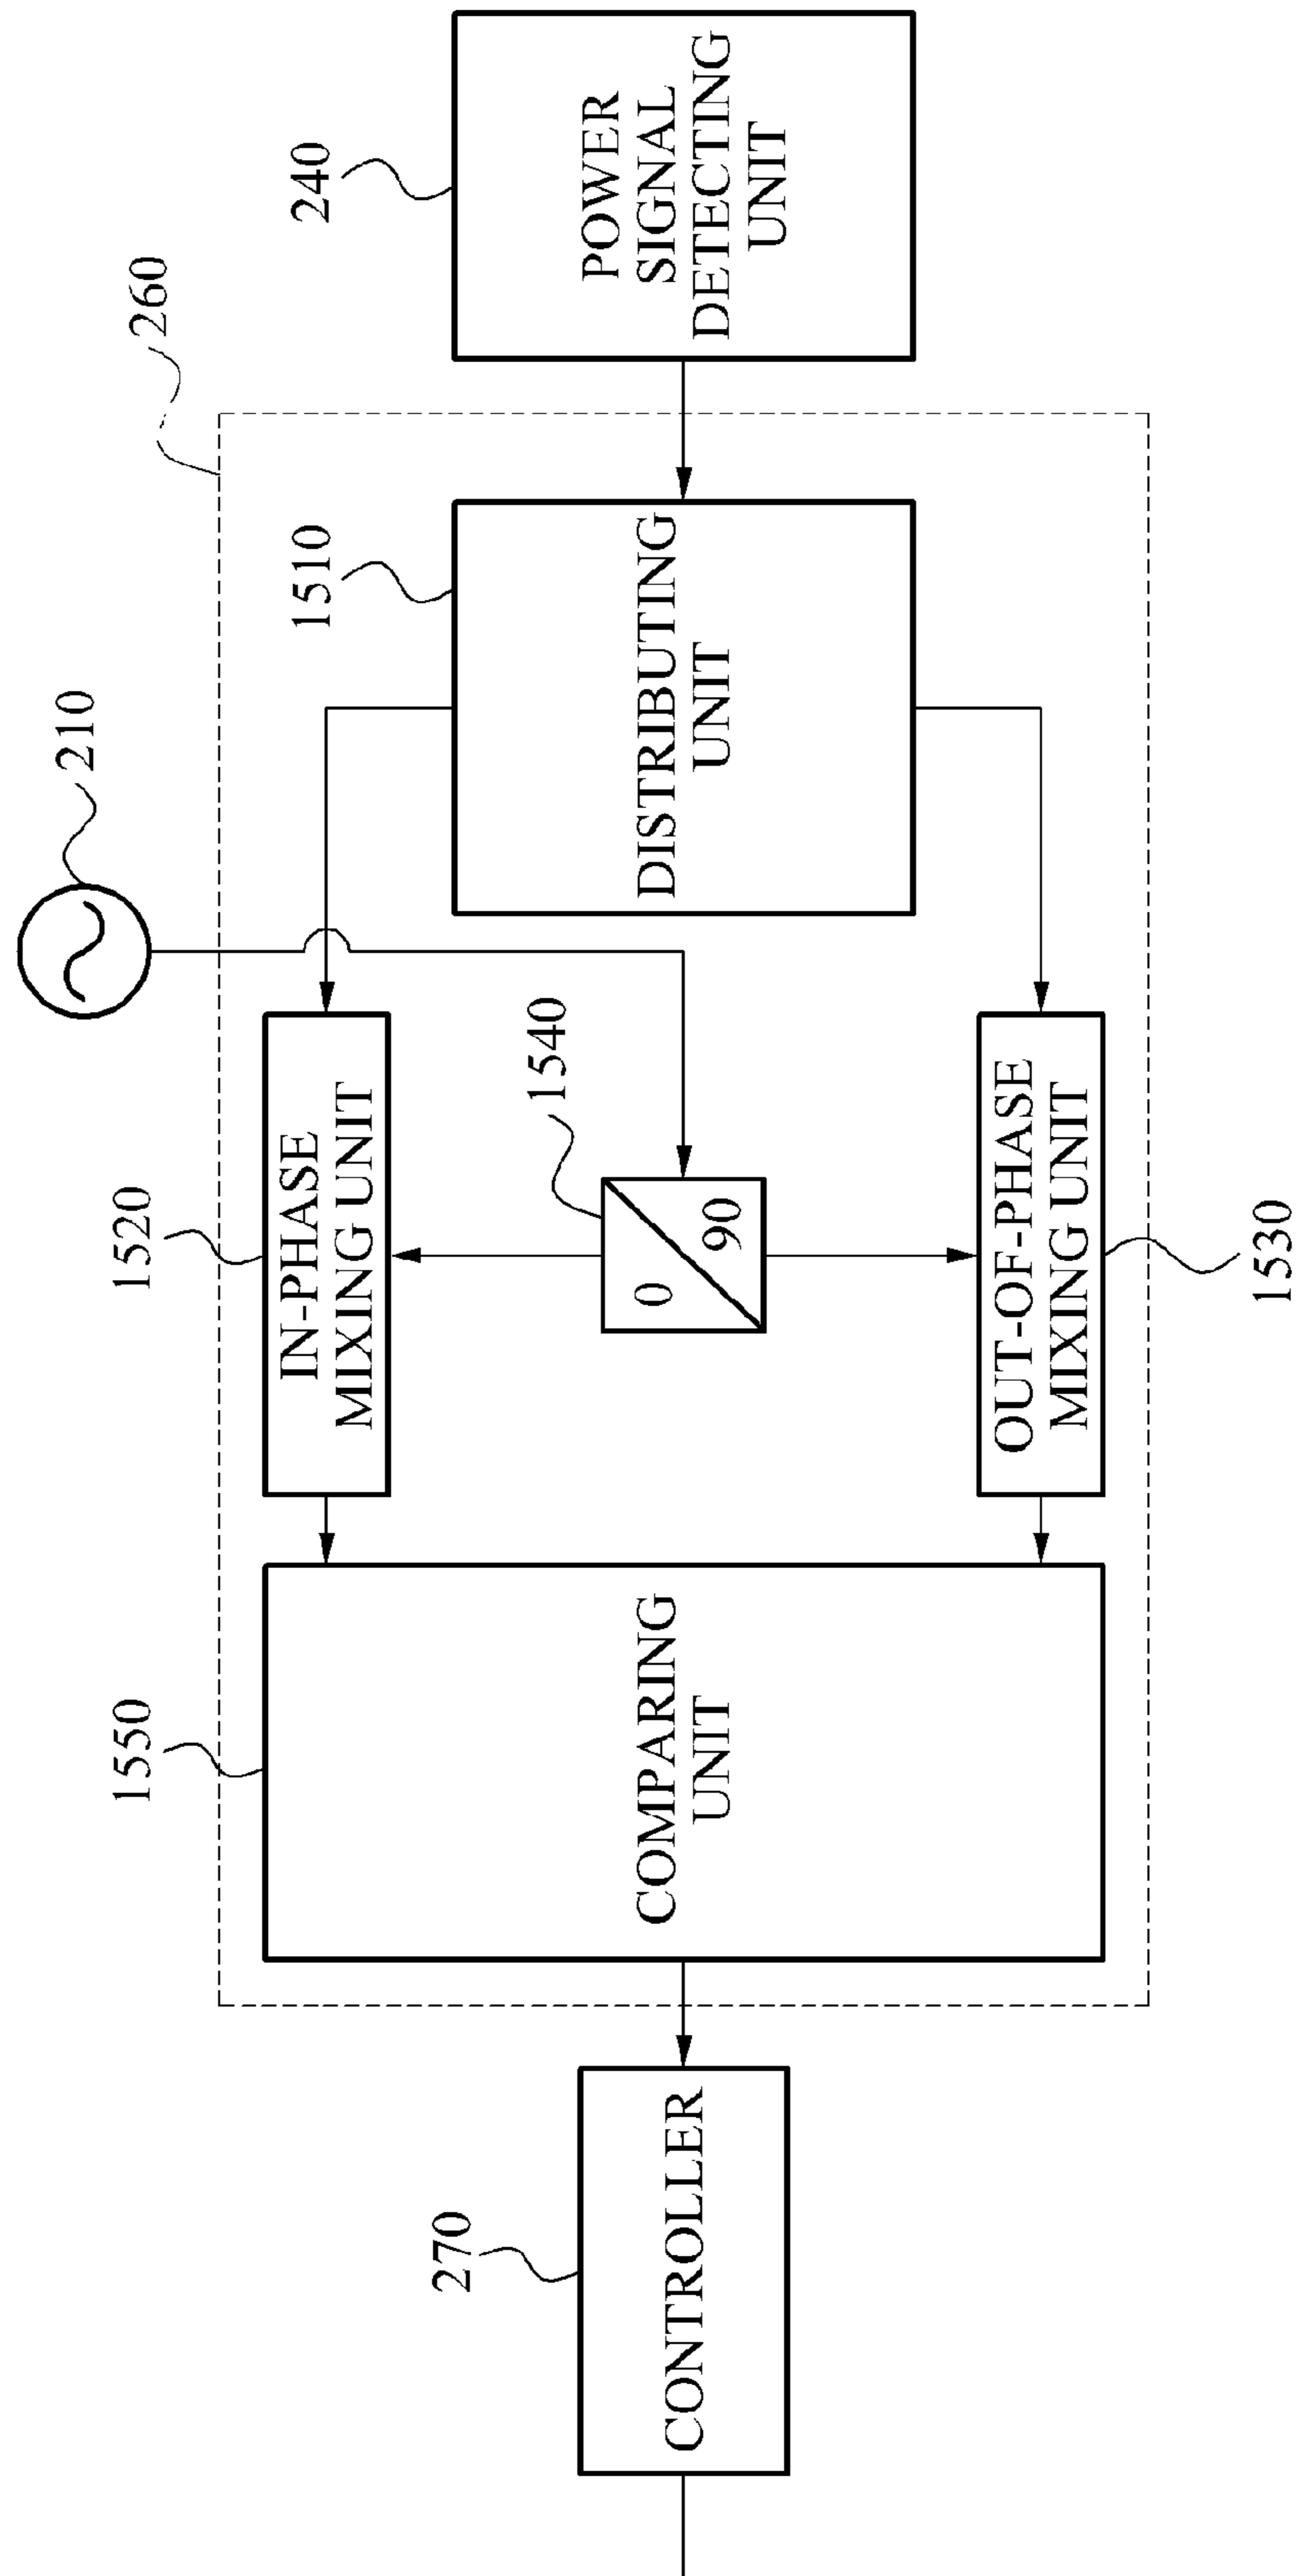 210
260
1550
1520
1510
240
270
CONTROLLER
COMPARING
UNIT
IN-PHASE
MIXING UNIT
1540
0
90
DISTRIBUTING
UNIT
POWER
SIGNAL
DETECTING
UNIT
OUT-OF-PHASE
MIXING UNIT
1530